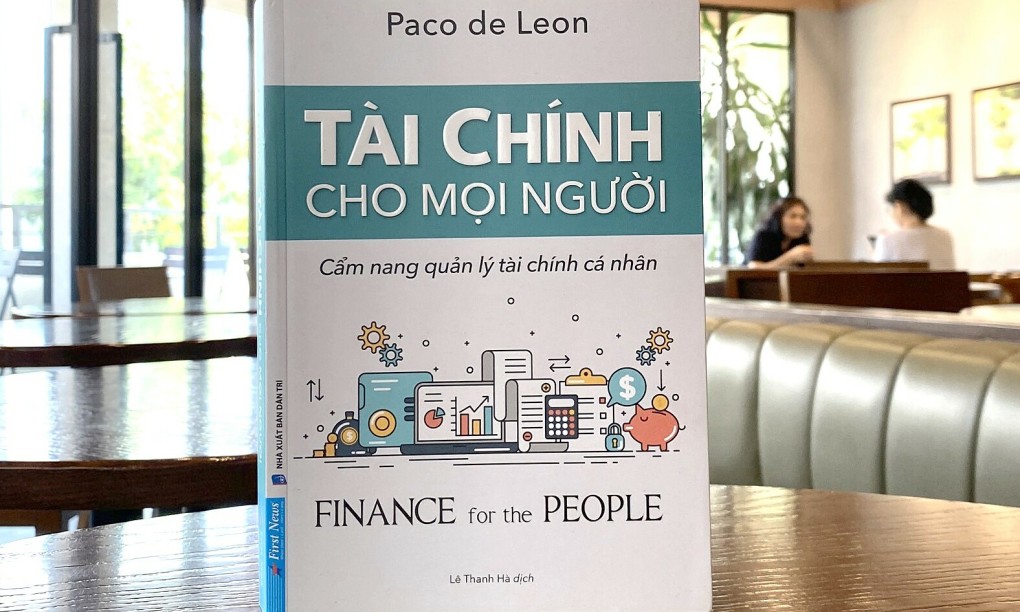 Paco de Leon
TÀI CHÍNH
CHO MỌI NGƯỜI
Cẩm nang quản lý tài chính cá nhân
$
$
FINANCE for the PEOPLE
Lê Thanh Hà dịch
NHÀ XUẤT BẢN DÂN TRÍ
First News